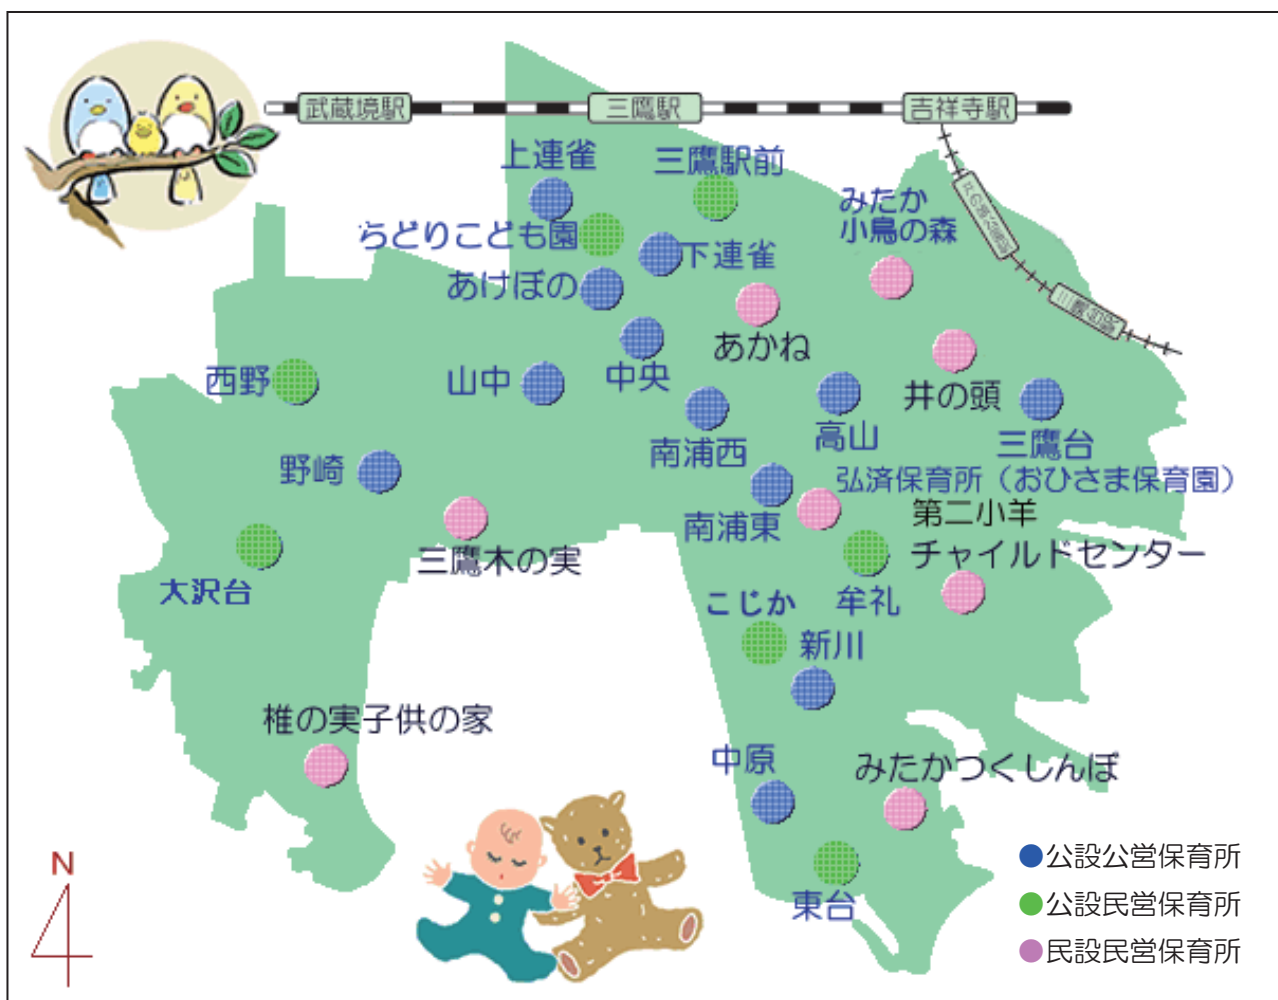 武蔵境駅
三鷹駅
吉祥寺駅
上連雀
三鷹駅前
みたか
小鳥の森
ちどりこども園
下連雀
あけぼの
あかね
中央
山中
西野
井の頭
南浦西
高山
三鷹台
野崎
弘済保育所（おひさま保育園）
南浦東
第二小羊
チャイルドセンター
三鷹木の実
大沢台
こじか
牟礼
新川
椎の実子供の家
中原
みたかつくしんぼ
東台
N
●公設公営保育所
●公設民営保育所
●民設民営保育所